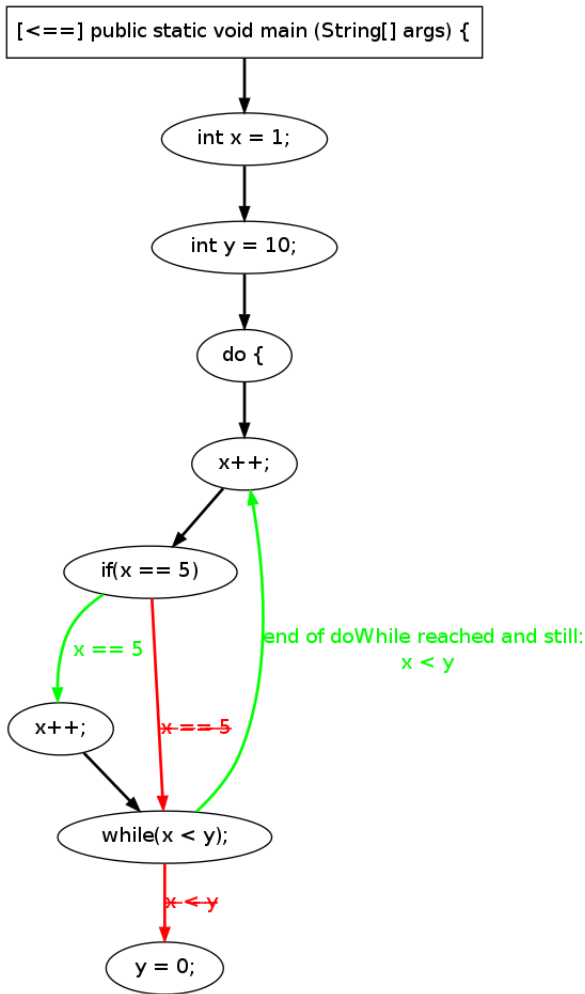 [<==] public static void main (String[] args) {
int x = 1;
int y = 10;
do {
x++;
if(x == 5)
end of doWhile reached and still:
x < y
x == 5
x++;
x == 5
while(x < y);
x < y
y = 0;